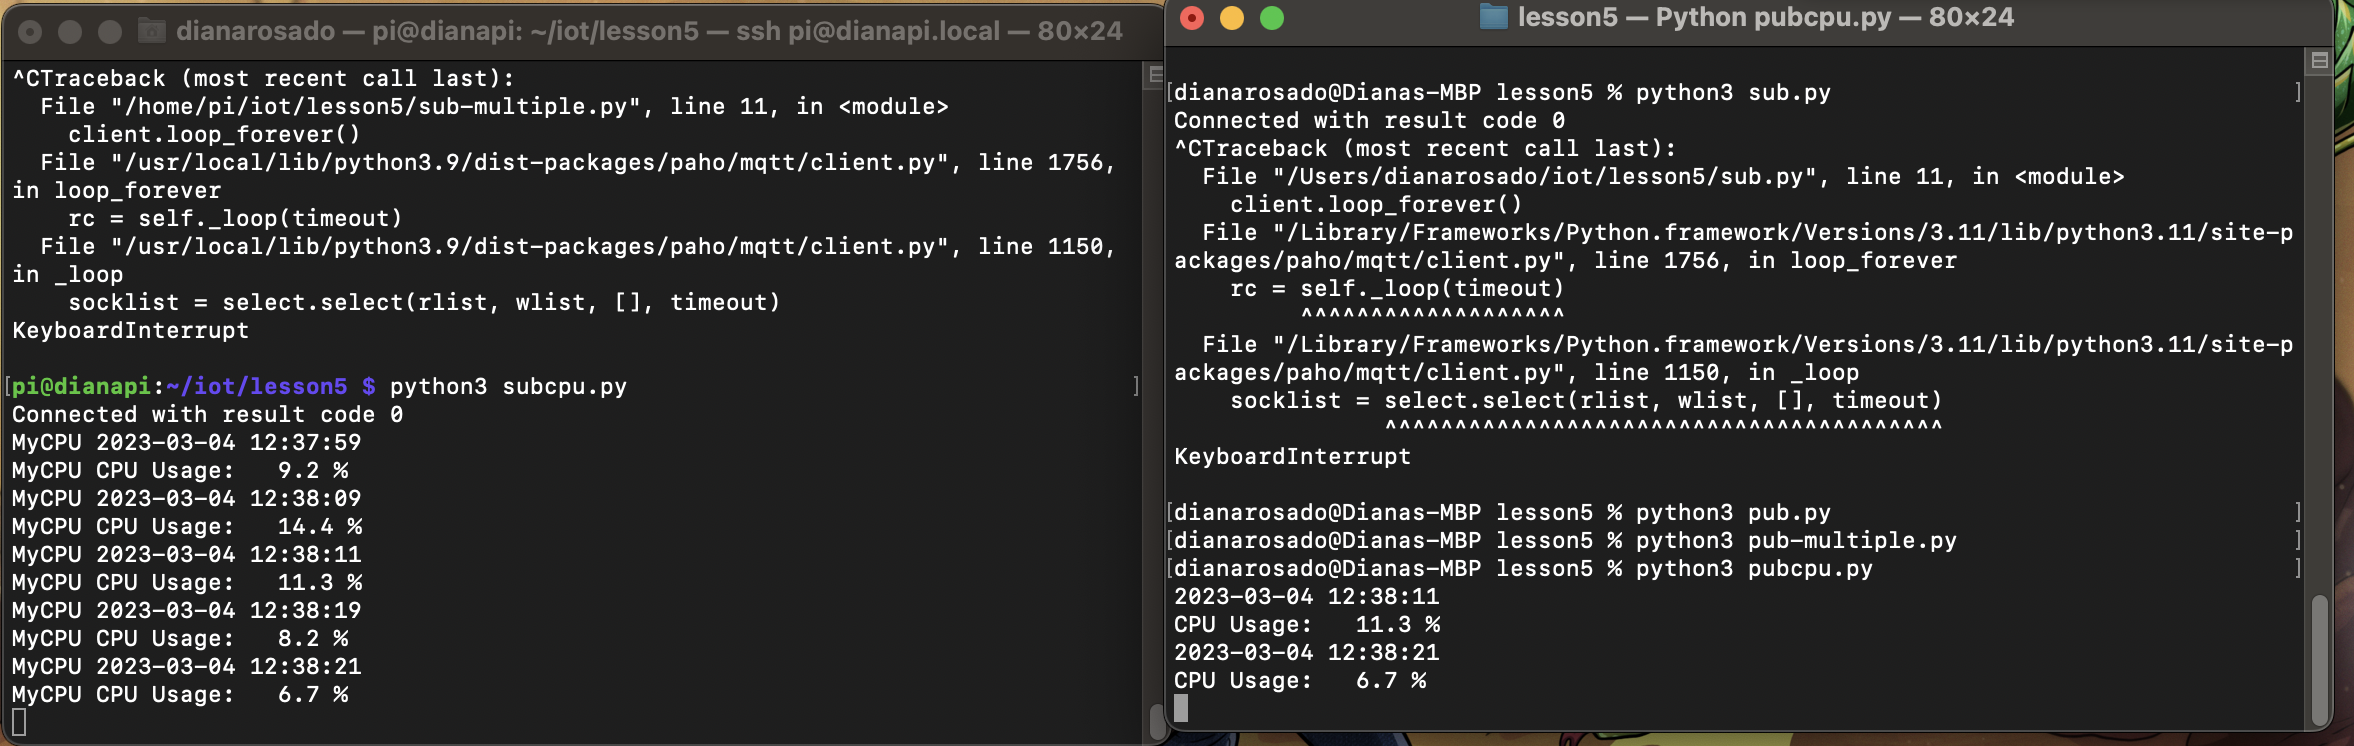 dianarosado — pi@dianapi: ~/iot/lesson5 — ssh pi@dianapi.local — 80×24
^CTraceback (most recent call last):
  File "/home/pi/iot/lesson5/sub-multiple.py", line 11, in <module>
    client.loop_forever()
  File "/usr/local/lib/python3.9/dist-packages/paho/mqtt/client.py", line 1756,
in loop_forever
    rc = self._loop(timeout)
  File "/usr/local/lib/python3.9/dist-packages/paho/mqtt/client.py", line 1150,
in _loop
    socklist = select.select(rlist, wlist, [], timeout)
KeyboardInterrupt

[pi@dianapi:~/iot/lesson5 $ python3 subcpu.py ]
Connected with result code 0
MyCPU 2023-03-04 12:37:59
MyCPU CPU Usage:   9.2 %
MyCPU 2023-03-04 12:38:09
MyCPU CPU Usage:   14.4 %
MyCPU 2023-03-04 12:38:11
MyCPU CPU Usage:   11.3 %
MyCPU 2023-03-04 12:38:19
MyCPU CPU Usage:   8.2 %
MyCPU 2023-03-04 12:38:21
MyCPU CPU Usage:   6.7 %
lesson5 — Python pubcpu.py — 80×24
[dianarosado@Dianas-MBP lesson5 % python3 sub.py ]
Connected with result code 0
^CTraceback (most recent call last):
  File "/Users/dianarosado/iot/lesson5/sub.py", line 11, in <module>
    client.loop_forever()
  File "/Library/Frameworks/Python.framework/Versions/3.11/lib/python3.11/site-p
ackages/paho/mqtt/client.py", line 1756, in loop_forever
    rc = self._loop(timeout)
         ^^^^^^^^^^^^^^^^^^^
  File "/Library/Frameworks/Python.framework/Versions/3.11/lib/python3.11/site-p
ackages/paho/mqtt/client.py", line 1150, in _loop
    socklist = select.select(rlist, wlist, [], timeout)
               ^^^^^^^^^^^^^^^^^^^^^^^^^^^^^^^^^^^^^^^^
KeyboardInterrupt

[dianarosado@Dianas-MBP lesson5 % python3 pub.py ]
[dianarosado@Dianas-MBP lesson5 % python3 pub-multiple.py ]
[dianarosado@Dianas-MBP lesson5 % python3 pubcpu.py ]
2023-03-04 12:38:11
CPU Usage:   11.3 %
2023-03-04 12:38:21
CPU Usage:   6.7 %